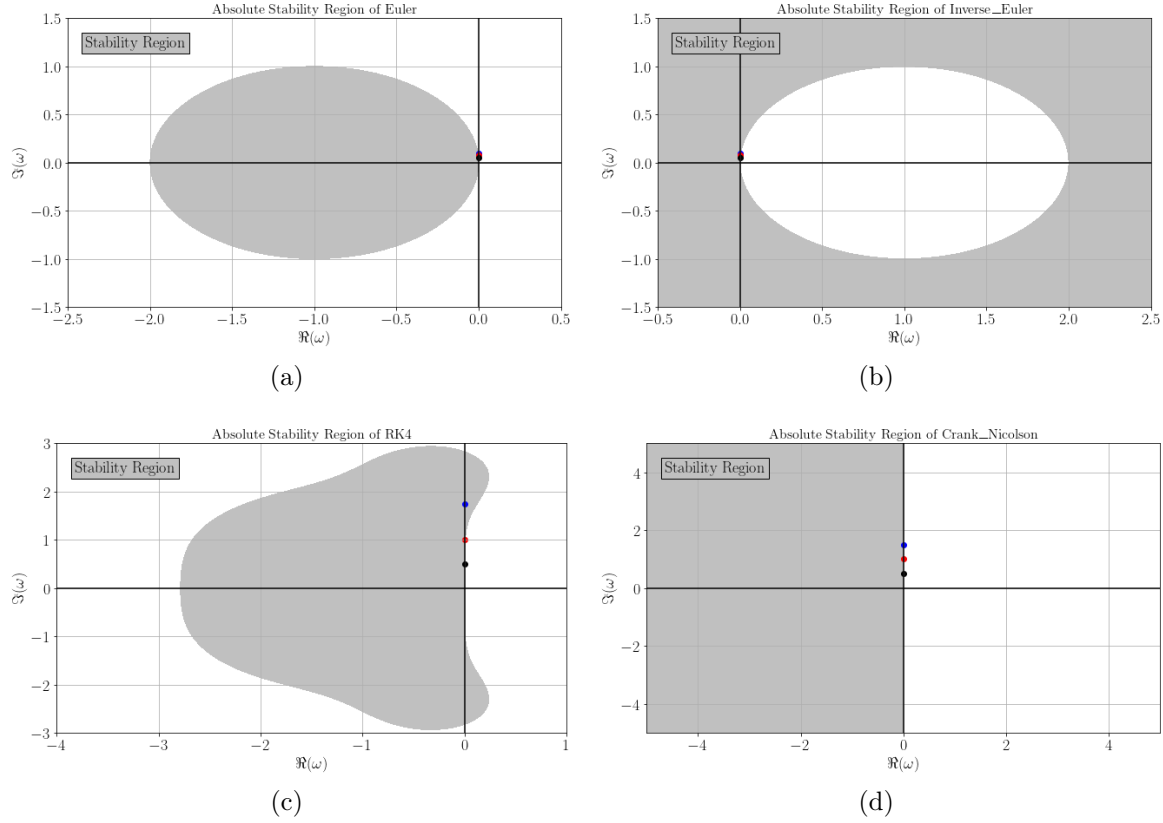 Absolute Stability Region of Euler
1.5
1.0
0.5
0.0
−0.5
−1.0
−1.5
ℑ(ω)
Stability Region
−2.5 −2.0 −1.5 −1.0 −0.5 0.0 0.5
ℜ(ω)
(a)
Absolute Stability Region of Inverse_Euler
1.5
1.0
0.5
0.0
−0.5
−1.0
−1.5
ℑ(ω)
Stability Region
−0.5 0.0 0.5 1.0 1.5 2.0 2.5
ℜ(ω)
(b)
Absolute Stability Region of RK4
3
2
1
0
−1
−2
−3
ℑ(ω)
Stability Region
−4 −3 −2 −1 0 1
ℜ(ω)
(c)
Absolute Stability Region of Crank_Nicolson
4
2
0
−2
−4
ℑ(ω)
Stability Region
−4 −2 0 2 4
ℜ(ω)
(d)